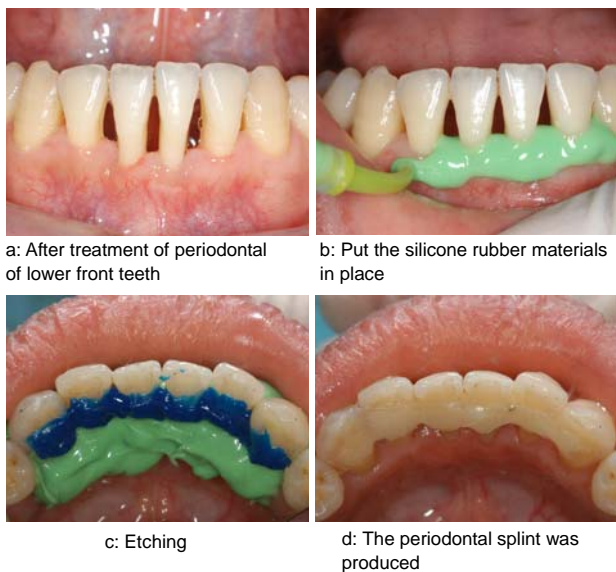 a: After treatment of periodontal
of lower front teeth
b: Put the silicone rubber materials
in place
c: Etching
d: The periodontal splint was
produced